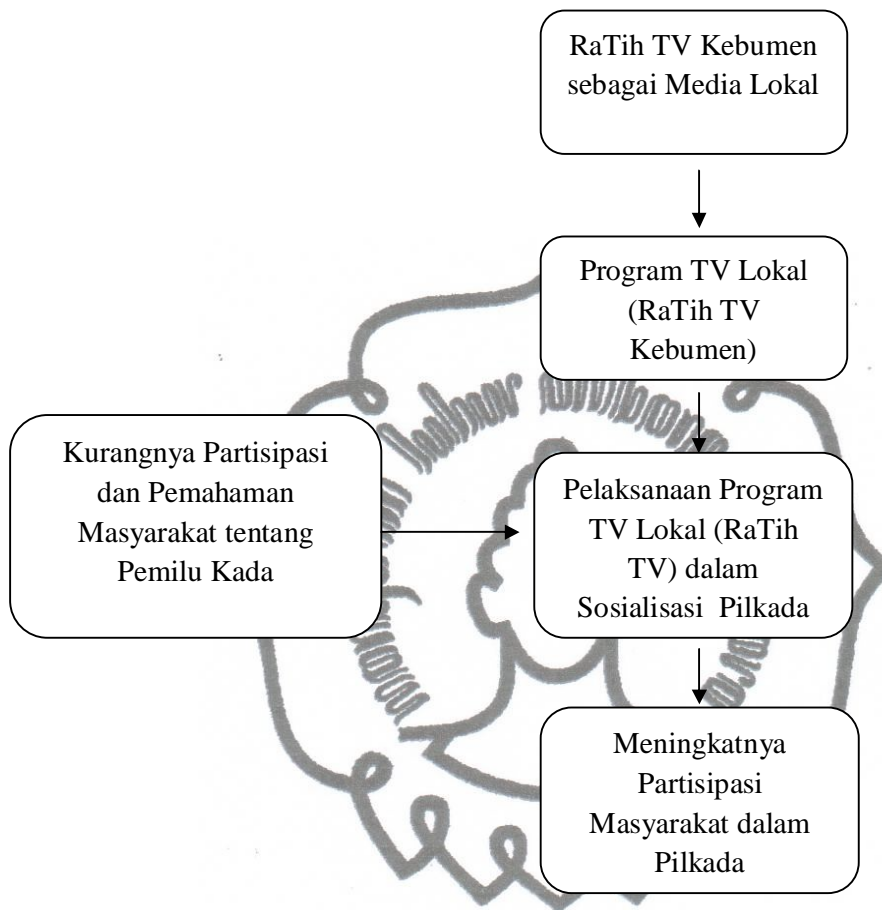 RaTih TV Kebumen
sebagai Media Lokal
Program TV Lokal
(RaTih TV
Kebumen)
Kurangnya Partisipasi
dan Pemahaman
Masyarakat tentang
Pemilu Kada
Pelaksanaan Program
TV Lokal (RaTih
TV) dalam
Sosialisasi Pilkada
Meningkatnya
Partisipasi
Masyarakat dalam
Pilkada